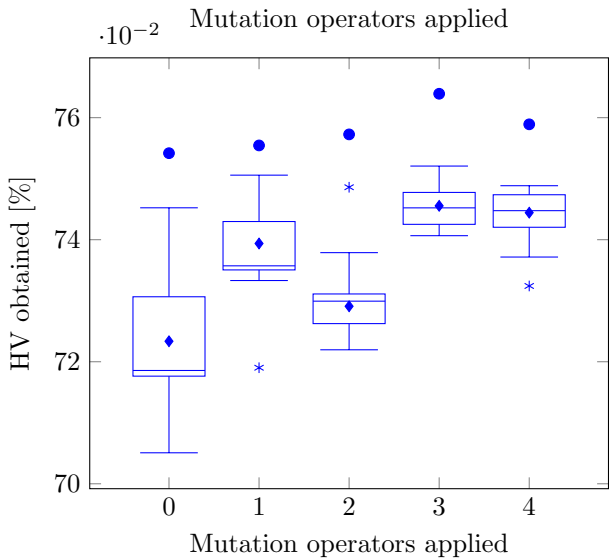 Mutation operators applied
·10⁻²
76
74
72
70
HV obtained [%]
0 1 2 3 4
Mutation operators applied